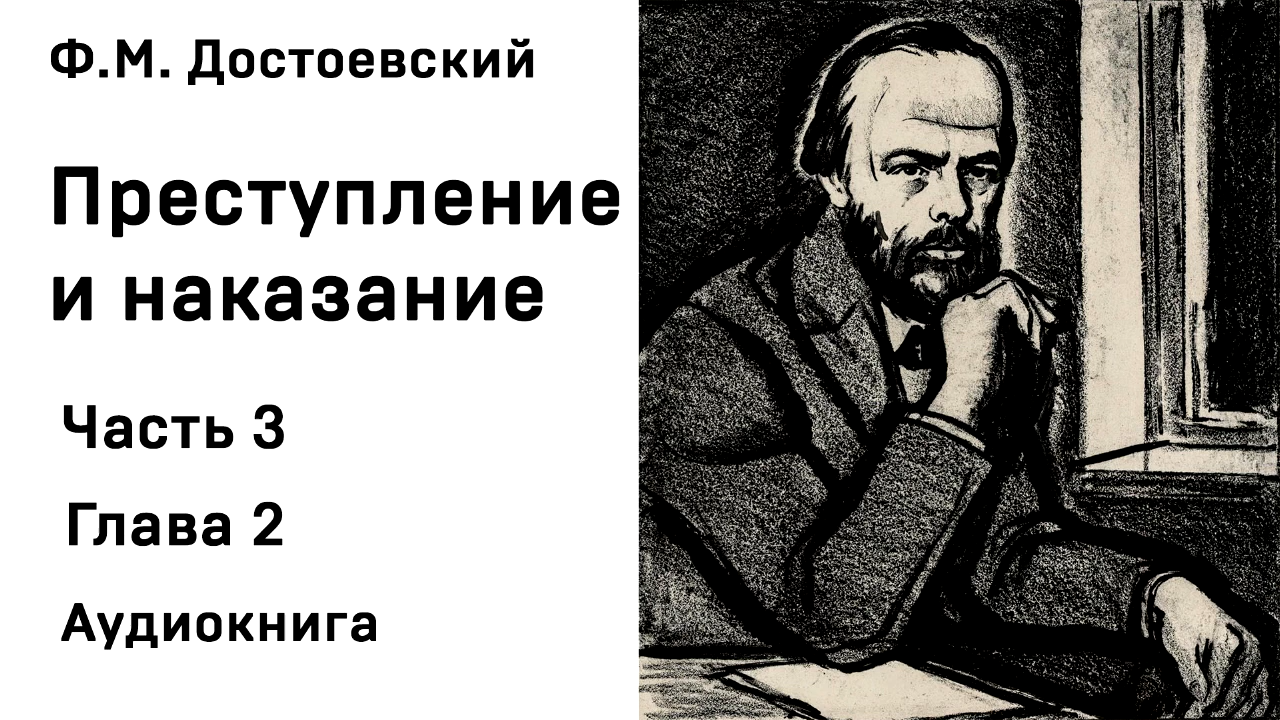 Ф.М. Достоевский
Преступление
и наказание
Часть 3
Глава 2
Аудиокнига